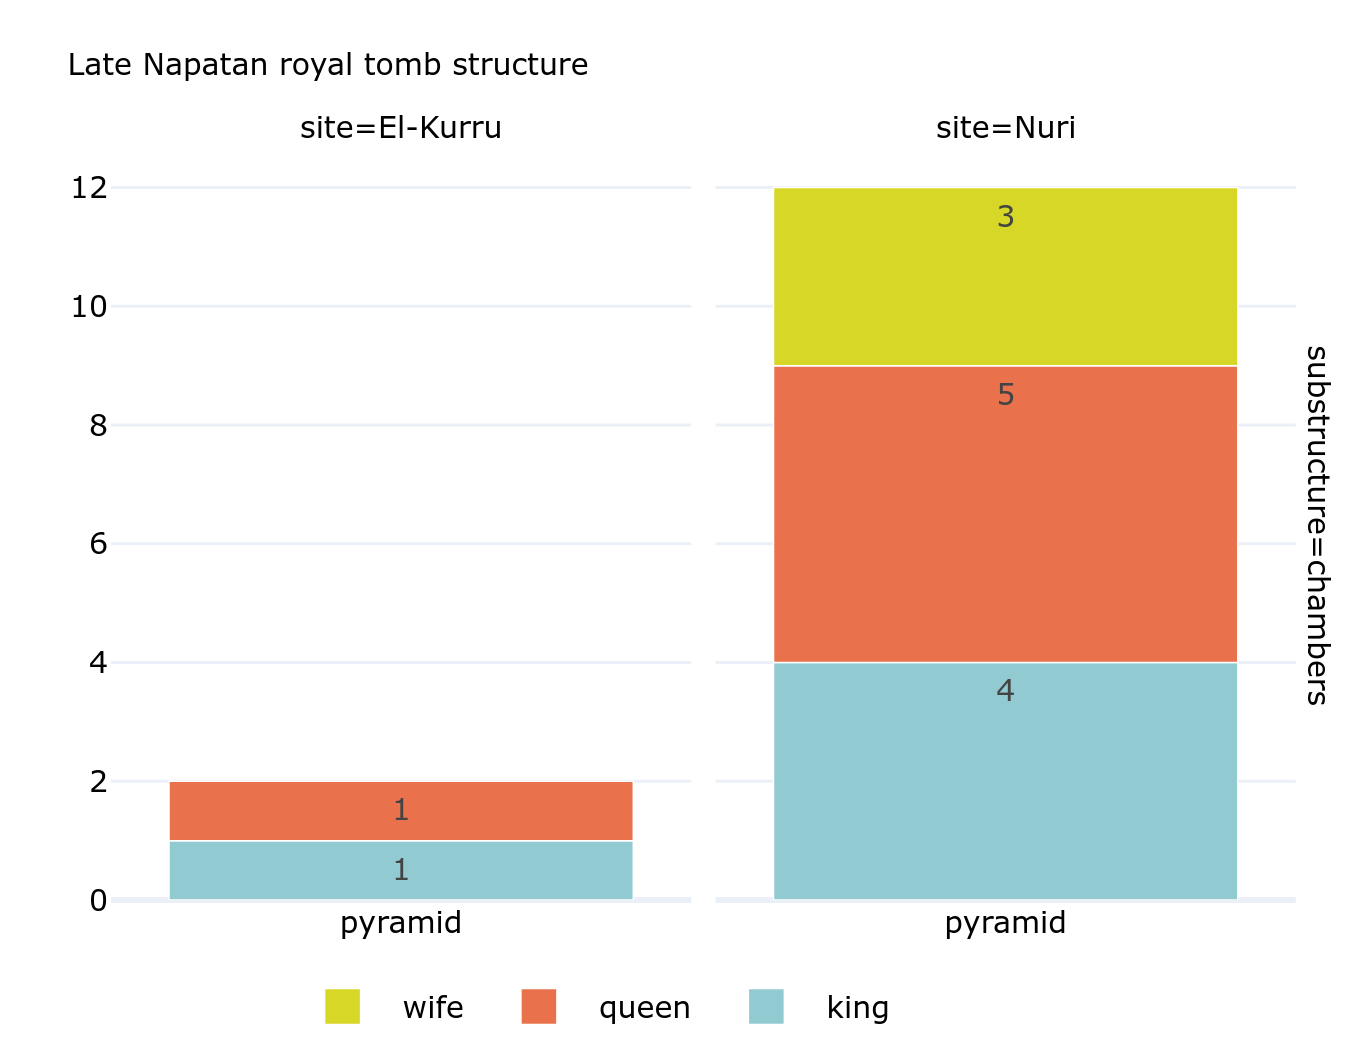 Late Napatan royal tomb structure
site=El-Kurru
site=Nuri
12
10
8
6
4
2
0
1
1
3
5
4
substructure=chambers
pyramid
pyramid
wife
queen
king